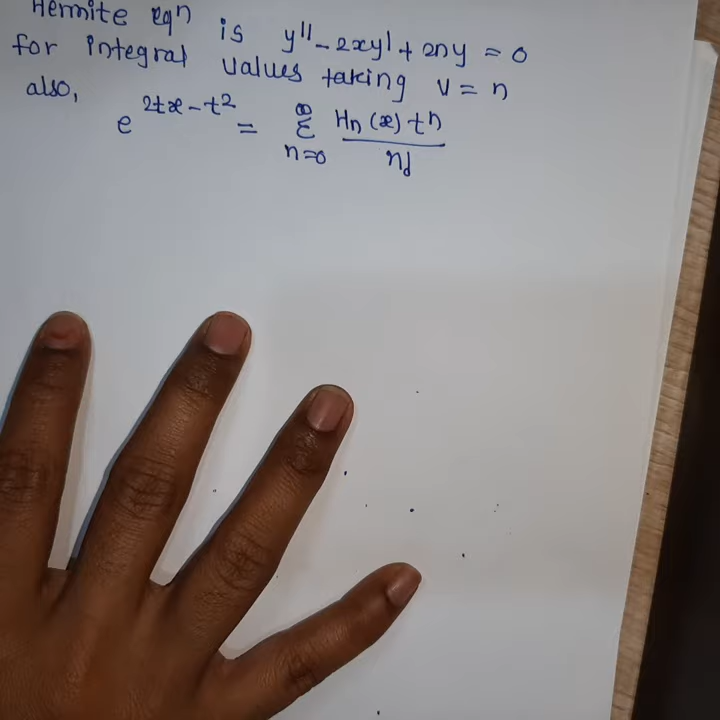 Hermite eqn is y'' - 2xy' + 2ny = 0
for integral values taking v = n
also,
e^{2tx - t^2} = Σ_{n=0}^{∞} H_n(x) t^n / n!